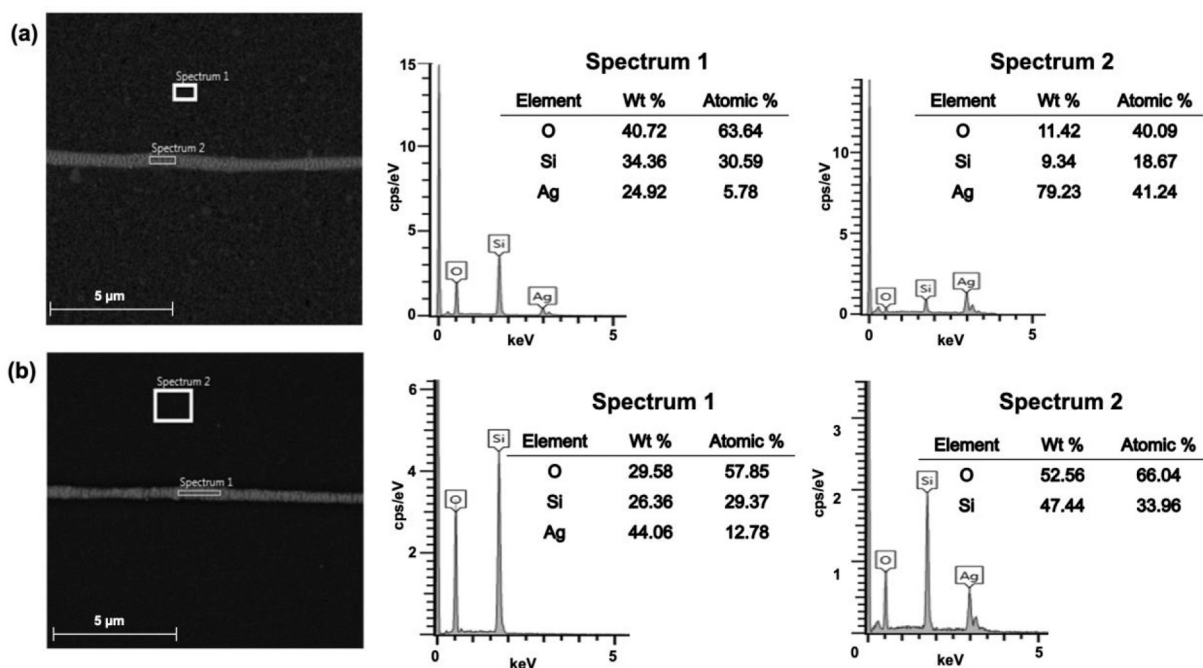 (a)
Spectrum 1
Spectrum 2
5 µm
Spectrum 1
Element Wt % Atomic %
O 40.72 63.64
Si 34.36 30.59
Ag 24.92 5.78
15
10
5
0
cps/eV
O
Si
Ag
0 5
keV
Spectrum 2
Element Wt % Atomic %
O 11.42 40.09
Si 9.34 18.67
Ag 79.23 41.24
10
5
0
cps/eV
O
Si
Ag
0 5
keV
(b)
Spectrum 2
Spectrum 1
5 µm
Spectrum 1
Element Wt % Atomic %
O 29.58 57.85
Si 26.36 29.37
Ag 44.06 12.78
6
4
2
cps/eV
O
Si
0 5
keV
Spectrum 2
Element Wt % Atomic %
O 52.56 66.04
Si 47.44 33.96
3
2
1
cps/eV
O
Si
Ag
0 5
keV